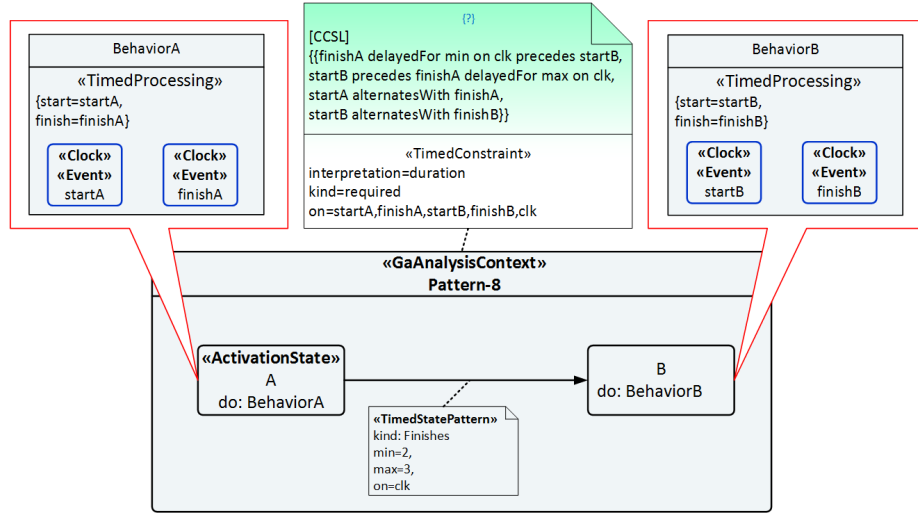 BehaviorA
«TimedProcessing»
{start=startA,
finish=finishA}
«Clock»
«Event»
startA
«Clock»
«Event»
finishA
{?}
[CCSL]
{{finishA delayedFor min on clk precedes startB,
startB precedes finishA delayedFor max on clk,
startA alternatesWith finishA,
startB alternatesWith finishB}}
«TimedConstraint»
interpretation=duration
kind=required
on=startA,finishA,startB,finishB,clk
BehaviorB
«TimedProcessing»
{start=startB,
finish=finishB}
«Clock»
«Event»
startB
«Clock»
«Event»
finishB
«GaAnalysisContext»
Pattern-8
«ActivationState»
A
do: BehaviorA
B
do: BehaviorB
«TimedStatePattern»
kind: Finishes
min=2,
max=3,
on=clk